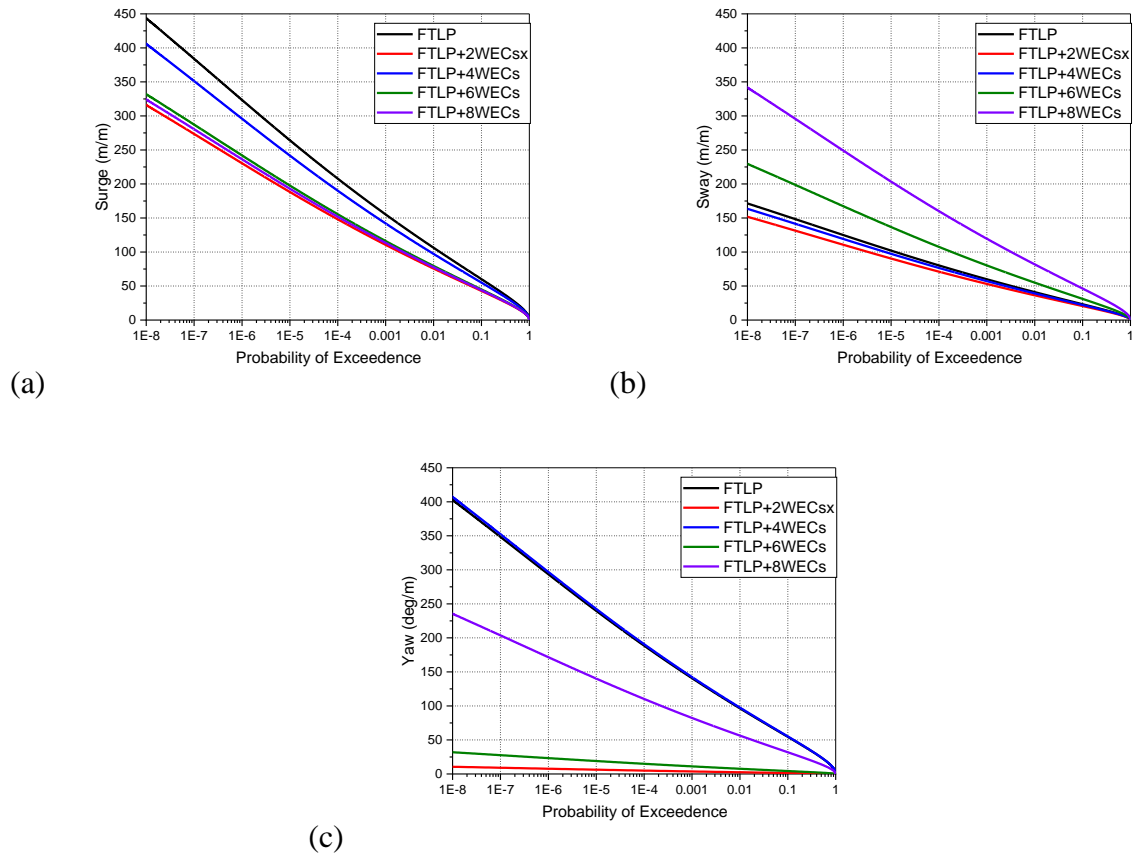 450
400
350
300
250
200
150
100
50
0
Surge (m/m)
1E-8 1E-7 1E-6 1E-5 1E-4 0.001 0.01 0.1 1
Probability of Exceedence
FTLP
FTLP+2WECsx
FTLP+4WECs
FTLP+6WECs
FTLP+8WECs
(a)
450
400
350
300
250
200
150
100
50
0
Sway (m/m)
1E-8 1E-7 1E-6 1E-5 1E-4 0.001 0.01 0.1 1
Probability of Exceedence
FTLP
FTLP+2WECsx
FTLP+4WECs
FTLP+6WECs
FTLP+8WECs
(b)
450
400
350
300
250
200
150
100
50
0
Yaw (deg/m)
1E-8 1E-7 1E-6 1E-5 1E-4 0.001 0.01 0.1 1
Probability of Exceedence
FTLP
FTLP+2WECsx
FTLP+4WECs
FTLP+6WECs
FTLP+8WECs
(c)